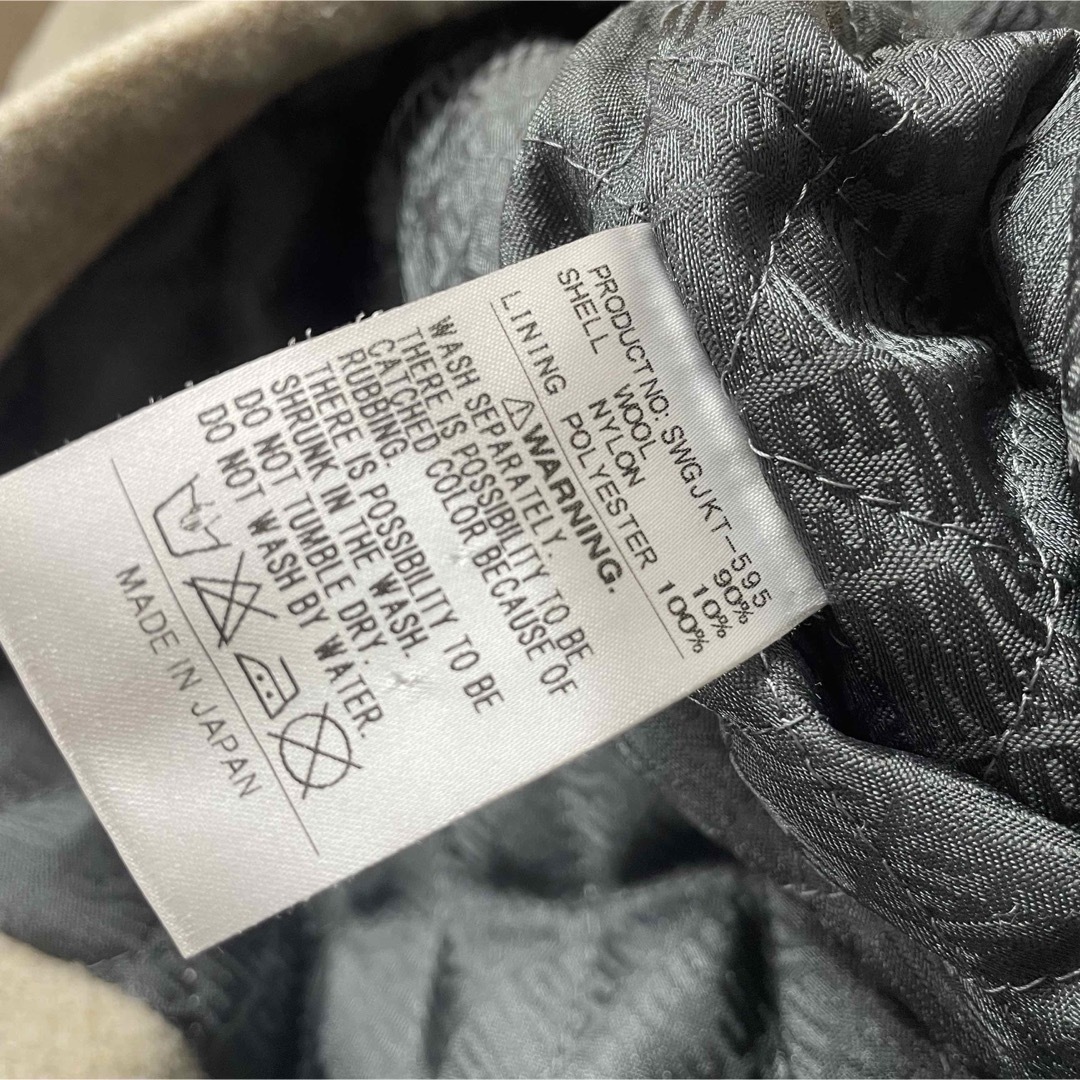 PRODUCT NO: SWGJKT-595
SHELL WOOL 90%
NYLON 10%
LINING POLYESTER 100%
⚠WARNING.
WASH SEPARATELY.
THERE IS POSSIBILITY TO BE
CATCHED COLOR BECAUSE OF
RUBBING.
THERE IS POSSIBILITY TO BE
SHRUNK IN THE WASH.
DO NOT TUMBLE DRY.
DO NOT WASH BY WATER.
MADE IN JAPAN